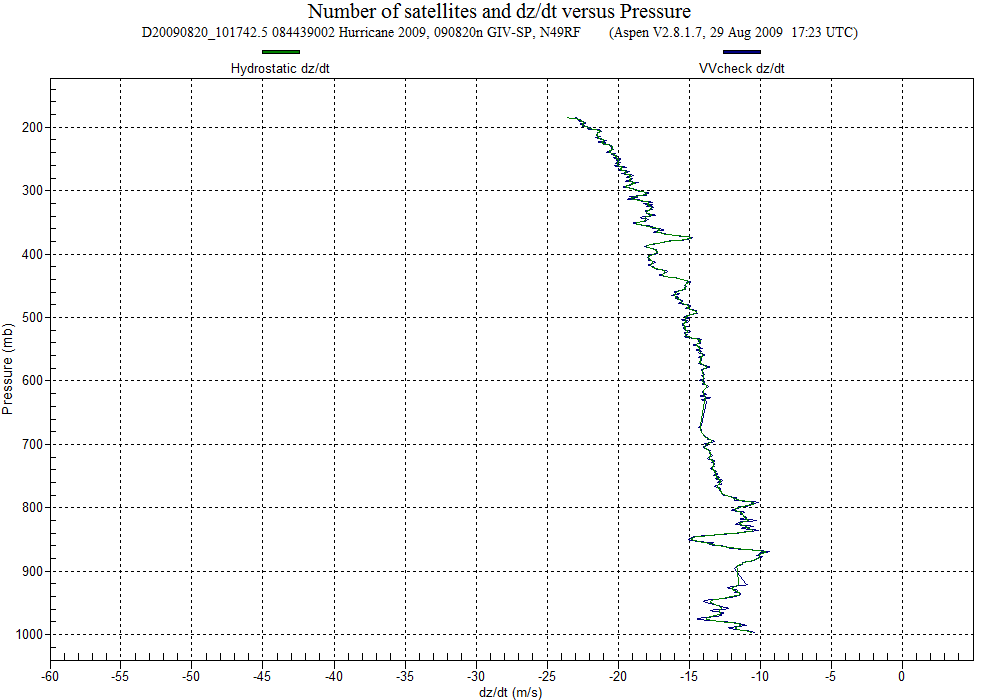 Number of satellites and dz/dt versus Pressure
D20090820_101742.5 084439002 Hurricane 2009, 090820n GIV-SP, N49RF (Aspen V2.8.1.7, 29 Aug 2009 17:23 UTC)
Hydrostatic dz/dt VVcheck dz/dt
200
300
400
500
600
700
800
900
1000
Pressure (mb)
-60 -55 -50 -45 -40 -35 -30 -25 -20 -15 -10 -5 0
dz/dt (m/s)